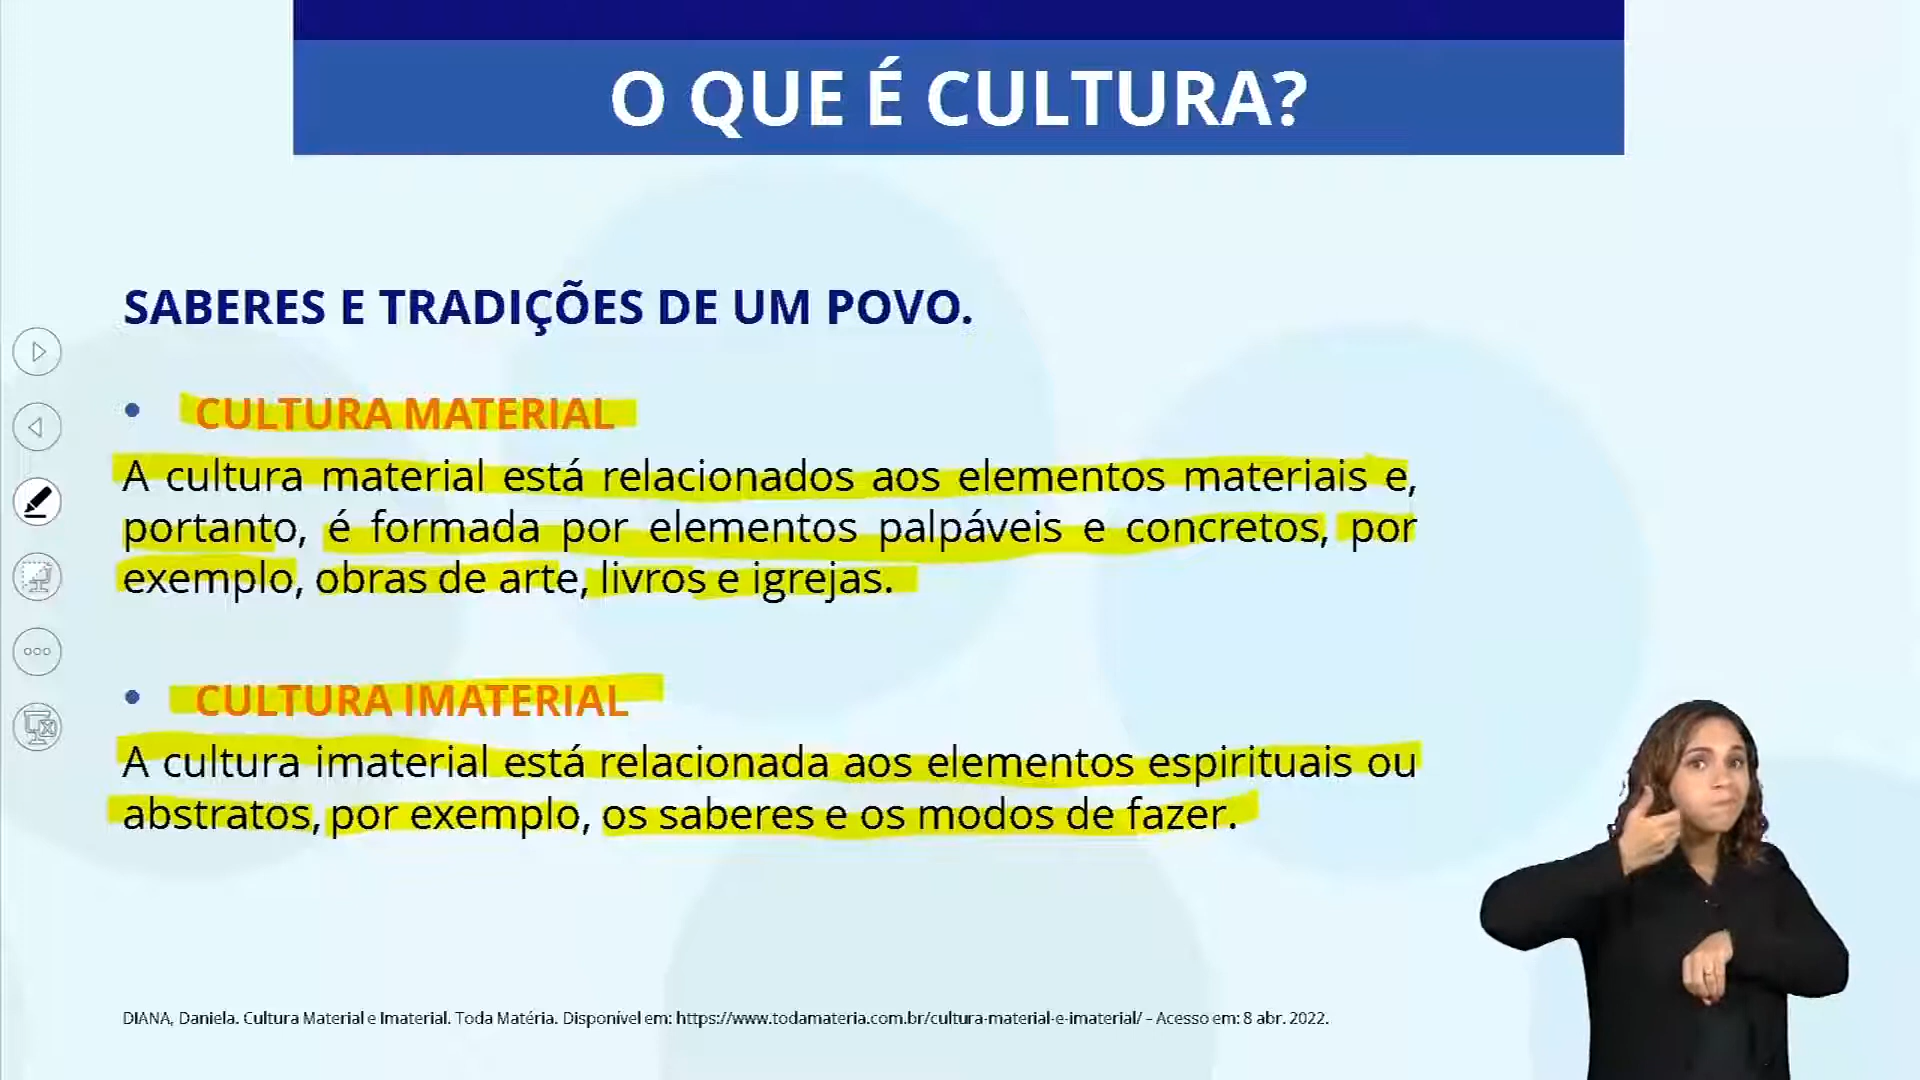 O QUE É CULTURA?
SABERES E TRADIÇÕES DE UM POVO.
• CULTURA MATERIAL
A cultura material está relacionados aos elementos materiais e,
portanto, é formada por elementos palpáveis e concretos, por
exemplo, obras de arte, livros e igrejas.
• CULTURA IMATERIAL
A cultura imaterial está relacionada aos elementos espirituais ou
abstratos, por exemplo, os saberes e os modos de fazer.
DIANA, Daniela. Cultura Material e Imaterial. Toda Matéria. Disponível em: https://www.todamateria.com.br/cultura-material-e-imaterial/ - Acesso em: 8 abr. 2022.